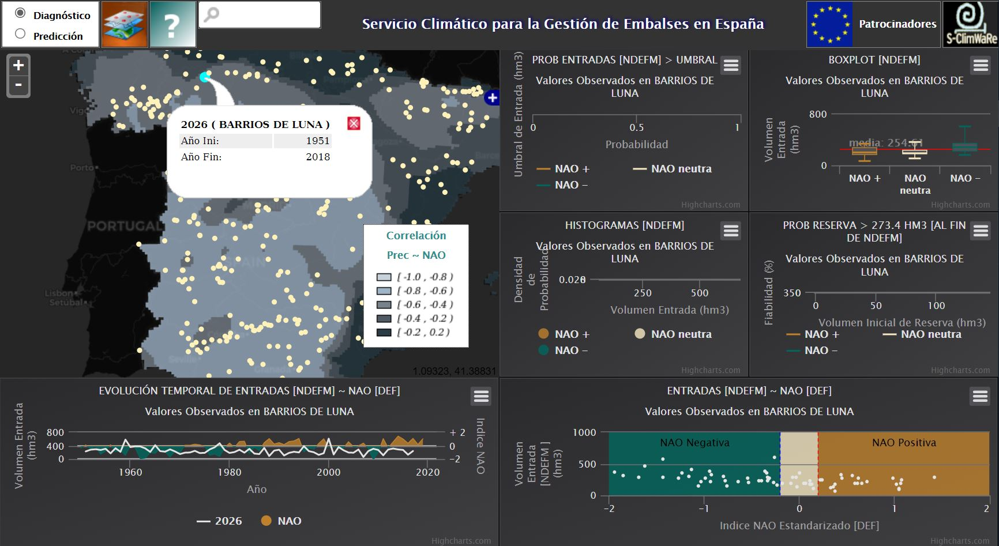 Diagnóstico
Predicción
?
Servicio Climático para la Gestión de Embalses en España
Patrocinadores
S-ClimWaRe
+
-
Bilbao
Vigo
Porto
PORTUGAL
Lisbon
Setúbal
SPAIN
Seville
Granada
+
2026 ( BARRIOS DE LUNA )
Año Ini: 1951
Año Fin: 2018
Correlación
Prec ~ NAO
[ -1.0 , -0.8 )
[ -0.8 , -0.6 )
[ -0.6 , -0.4 )
[ -0.4 , -0.2 )
[ -0.2 , 0.2 )
1.09323, 41.38831
PROB ENTRADAS [NDEFM] > UMBRAL
Valores Observados en BARRIOS DE
LUNA
Umbral de Entrada (hm3)
0 0.5 1
Probabilidad
NAO + NAO neutra
NAO −
Highcharts.com
BOXPLOT [NDEFM]
Valores Observados en BARRIOS DE
LUNA
Volumen
Entrada
(hm3)
800
media: 254.61
0
NAO + NAO
neutra NAO −
Highcharts.com
HISTOGRAMAS [NDEFM]
Valores Observados en BARRIOS DE
LUNA
Densidad
de
Probabilidad
250 500
Volumen Entrada (hm3)
NAO + NAO neutra
NAO −
Highcharts.com
PROB RESERVA > 273.4 HM3 [AL FIN
DE NDEFM]
Valores Observados en BARRIOS DE
LUNA
Fiabilidad (%)
350
0 50 100
Volumen Inicial de Reserva (hm3)
NAO + NAO neutra
NAO −
Highcharts.com
EVOLUCIÓN TEMPORAL DE ENTRADAS [NDEFM] ~ NAO [DEF]
Valores Observados en BARRIOS DE LUNA
Volumen Entrada
(hm3)
800
400
0
+ 2
0
−2
Indice NAO
1960 1980 2000 2020
Año
2026 NAO
Highcharts.com
ENTRADAS [NDEFM] ~ NAO [DEF]
Valores Observados en BARRIOS DE LUNA
Volumen
Entrada
[NDEFM ]
(hm3)
1000
500
0
NAO Negativa NAO Positiva
−2 −1 0 1 2
Indice NAO Estandarizado [DEF]
Highcharts.com